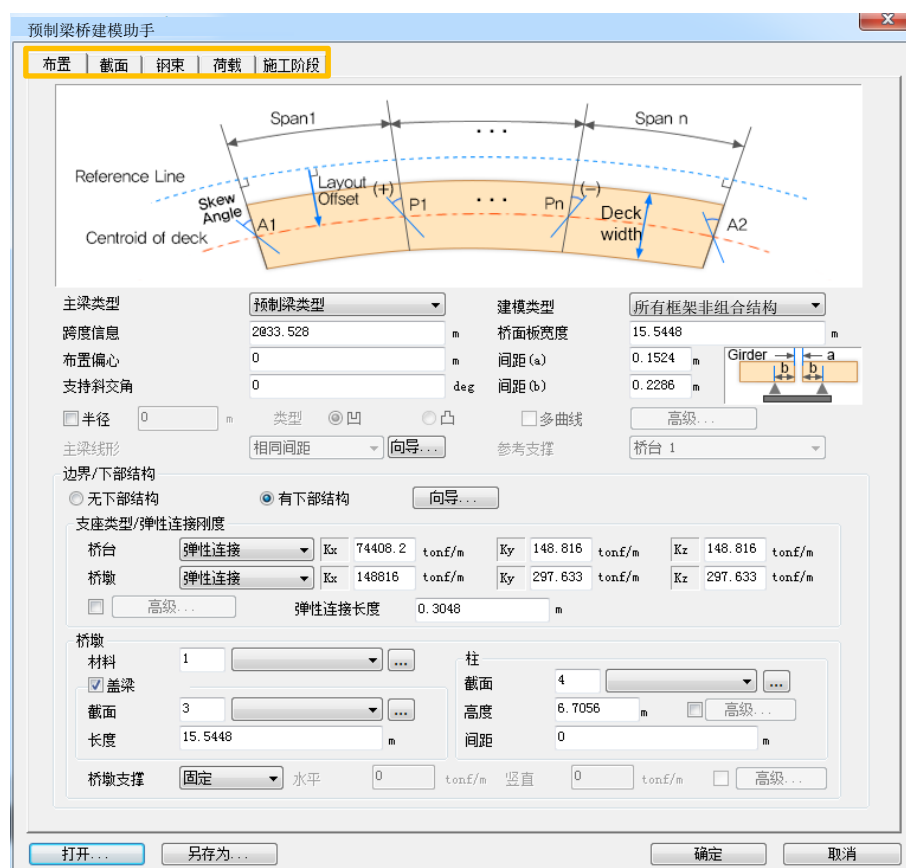 预制梁桥建模助手
布置 截面 钢束 荷载 施工阶段
Span1 ... Span n
Reference Line
Skew Angle
Layout Offset
(+) (-)
A1 P1 ... Pn Deck width A2
Centroid of deck
主梁类型 预制梁类型 建模类型 所有框架非组合结构
跨度信息 2@33.528 m 桥面板宽度 15.5448 m
布置偏心 0 m 间距(a) 0.1524 m
Girder a
b b
支持斜交角 0 deg 间距(b) 0.2286 m
半径 0 m 类型 凹 凸 多曲线 高级...
主梁线形 相同间距 向导... 参考支撑 桥台 1
边界/下部结构
无下部结构 有下部结构 向导...
支座类型/弹性连接刚度
桥台 弹性连接 Kx 74408.2 tonf/m Ky 148.816 tonf/m Kz 148.816 tonf/m
桥墩 弹性连接 Kx 148816 tonf/m Ky 297.633 tonf/m Kz 297.633 tonf/m
高级... 弹性连接长度 0.3048 m
桥墩
材料 1 ...
柱
盖梁
截面 4 ...
截面 3 ...
高度 6.7056 m 高级...
长度 15.5448 m
间距 0 m
桥墩支撑 固定 水平 0 tonf/m 竖直 0 tonf/m 高级...
打开... 另存为... 确定 取消